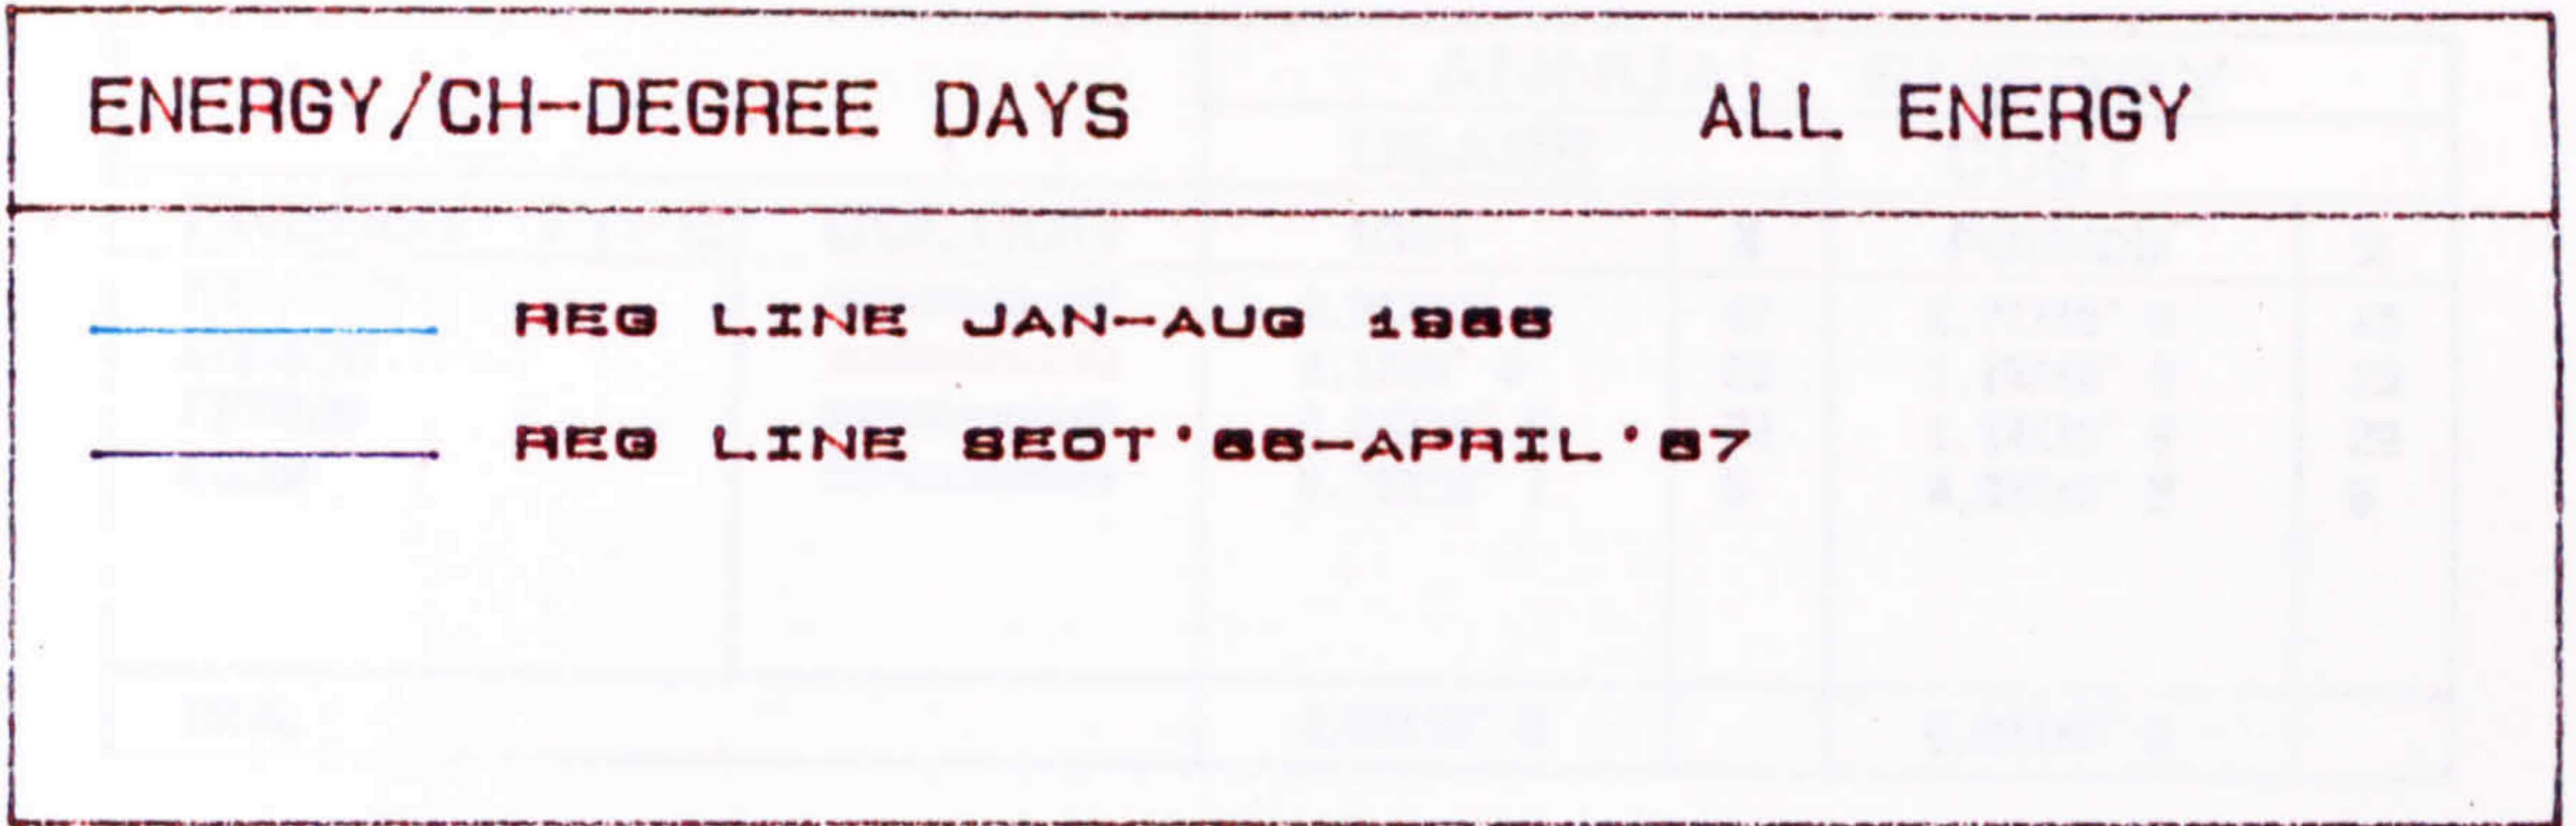 ENERGY/CH-DEGREE DAYS ALL ENERGY
REG LINE JAN-AUG 1986
REG LINE SEOT'86-APRIL'87